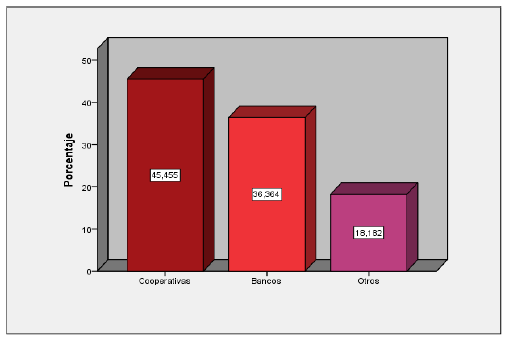 Porcentaje
50
40
30
20
10
0
45,455
36,364
18,182
Cooperativas
Bancos
Otros